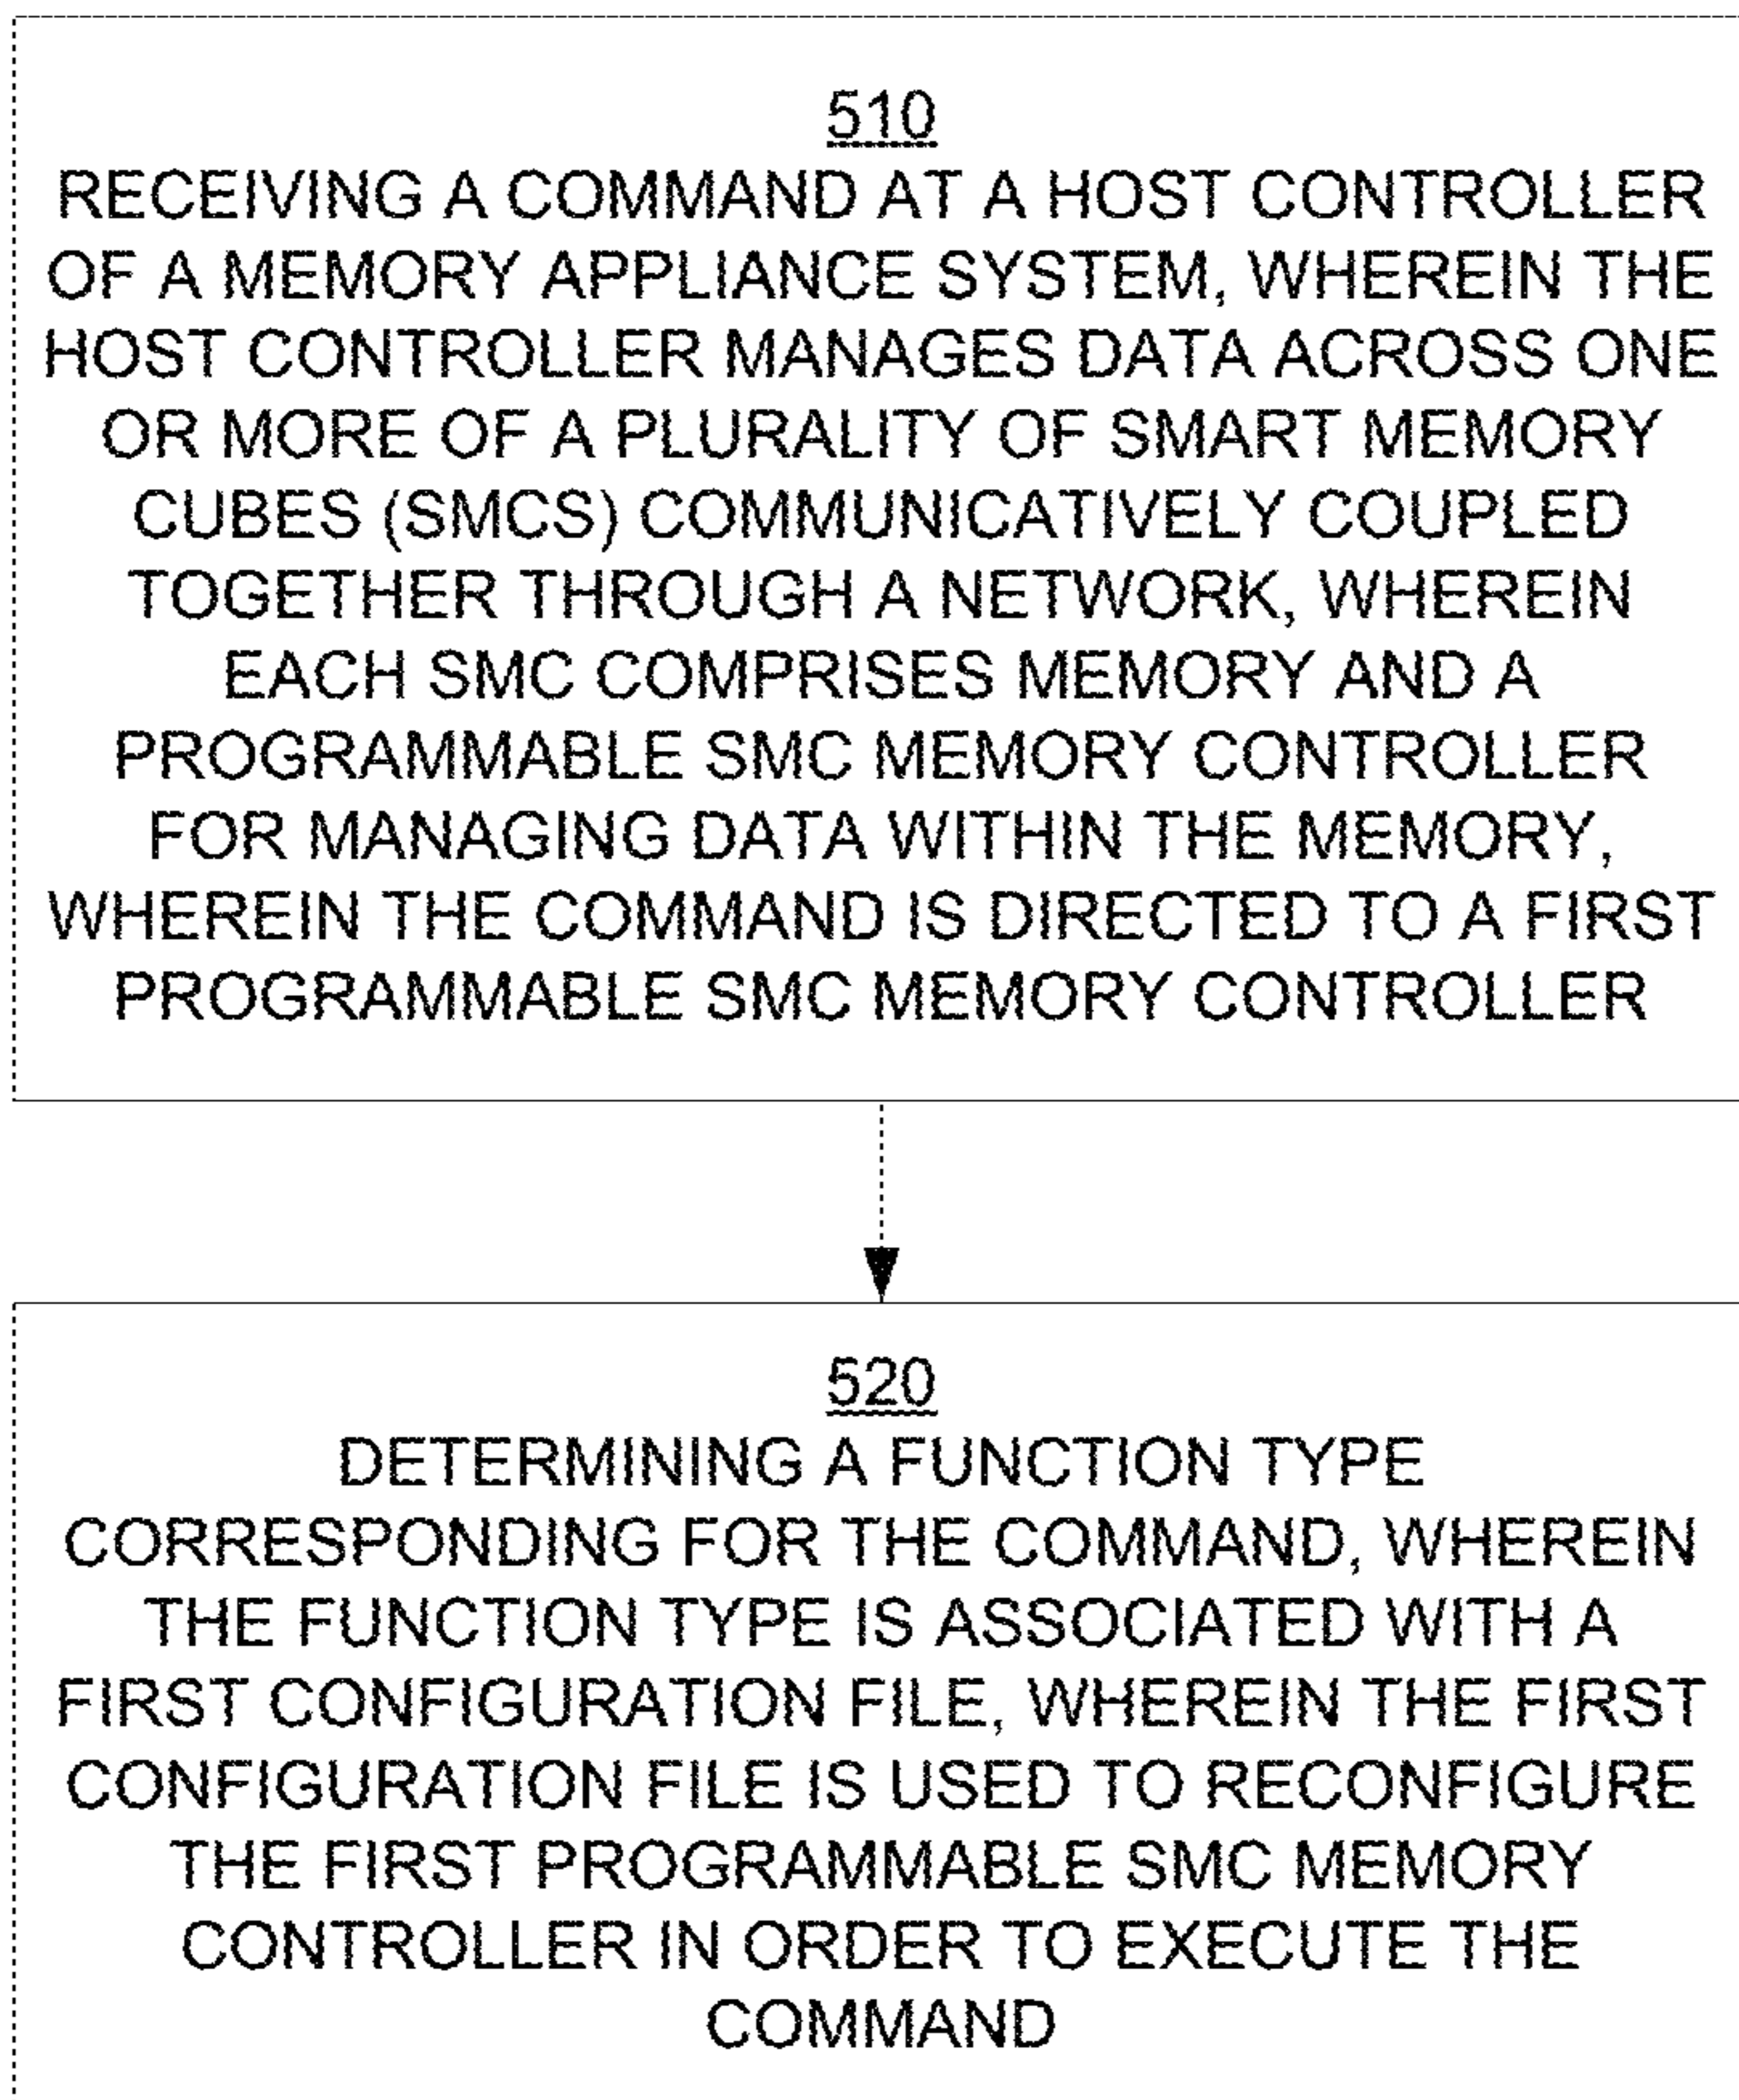 510
RECEIVING A COMMAND AT A HOST CONTROLLER
OF A MEMORY APPLIANCE SYSTEM, WHEREIN THE
HOST CONTROLLER MANAGES DATA ACROSS ONE
OR MORE OF A PLURALITY OF SMART MEMORY
CUBES (SMCS) COMMUNICATIVELY COUPLED
TOGETHER THROUGH A NETWORK, WHEREIN
EACH SMC COMPRISES MEMORY AND A
PROGRAMMABLE SMC MEMORY CONTROLLER
FOR MANAGING DATA WITHIN THE MEMORY,
WHEREIN THE COMMAND IS DIRECTED TO A FIRST
PROGRAMMABLE SMC MEMORY CONTROLLER
520
DETERMINING A FUNCTION TYPE
CORRESPONDING FOR THE COMMAND, WHEREIN
THE FUNCTION TYPE IS ASSOCIATED WITH A
FIRST CONFIGURATION FILE, WHEREIN THE FIRST
CONFIGURATION FILE IS USED TO RECONFIGURE
THE FIRST PROGRAMMABLE SMC MEMORY
CONTROLLER IN ORDER TO EXECUTE THE
COMMAND